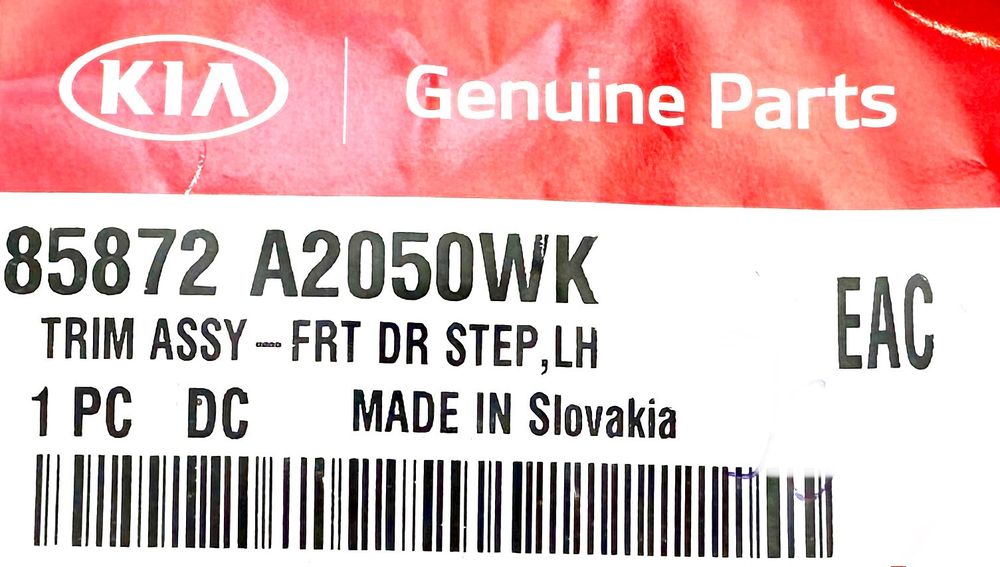 KIA Genuine Parts
85872 A2050WK
TRIM ASSY-FRT DR STEP,LH
EAC
1 PC DC MADE IN Slovakia